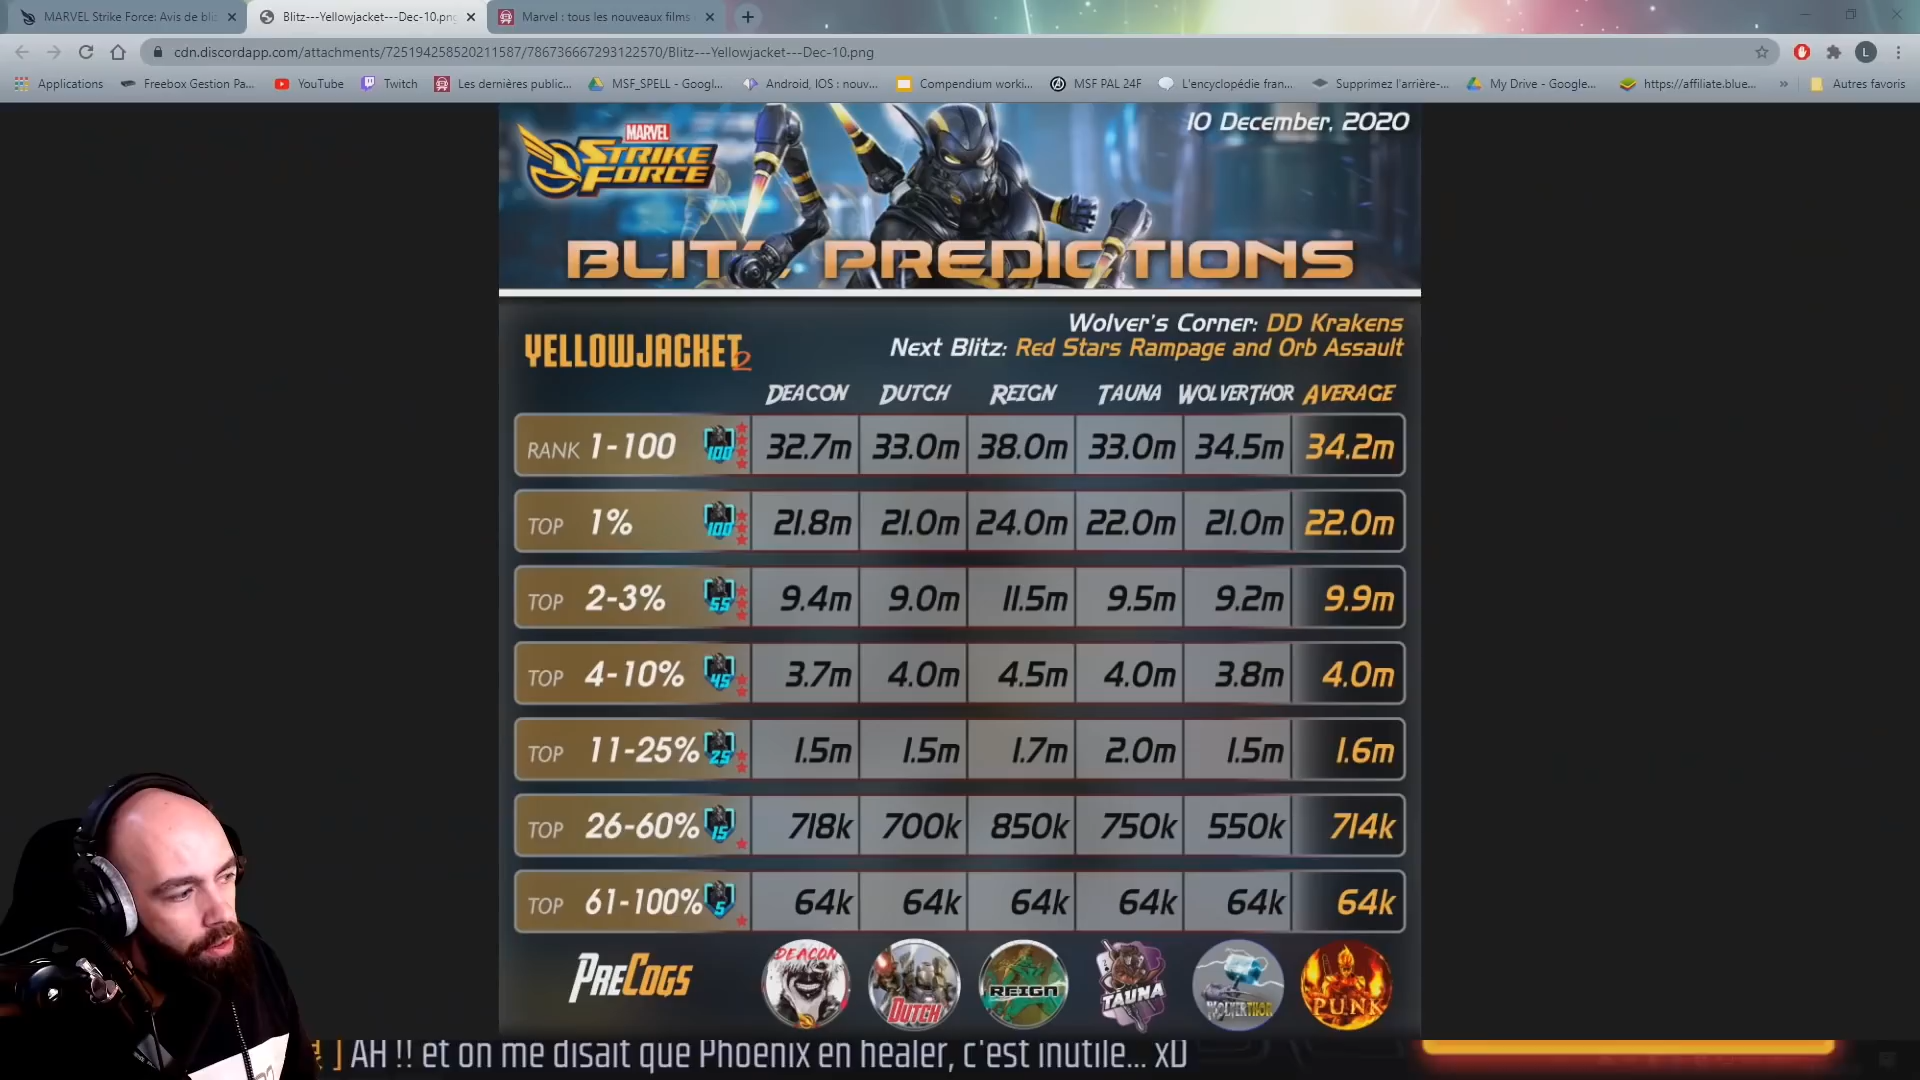 MARVEL Strike Force: Avis de bli
Blitz---Yellowjacket---Dec-10.pn
Marvel : tous les nouveaux films
cdn.discordapp.com/attachments/725194258520211587/786736667293122570/Blitz---Yellowjacket---Dec-10.png
L
Applications
Freebox Gestion Pa...
YouTube
Twitch
Les dernières public...
MSF_SPELL - Googl...
Android, IOS : nouv...
Compendium worki...
MSF PAL 24F
L'encyclopédie fran...
Supprimez l'arrière-...
My Drive - Google...
https://affiliate.blue...
» Autres favoris
MARVEL
STRIKE FORCE
10 December, 2020
BLITZ PREDICTIONS
YELLOWJACKET 2
Wolver's Corner: DD Krakens
Next Blitz: Red Stars Rampage and Orb Assault
DEACON DUTCH REIGN TAUNA WOLVERTHOR AVERAGE
RANK 1-100 100 32.7m 33.0m 38.0m 33.0m 34.5m 34.2m
TOP 1% 100 21.8m 21.0m 24.0m 22.0m 21.0m 22.0m
TOP 2-3% 55 9.4m 9.0m 11.5m 9.5m 9.2m 9.9m
TOP 4-10% 45 3.7m 4.0m 4.5m 4.0m 3.8m 4.0m
TOP 11-25% 25 1.5m 1.5m 1.7m 2.0m 1.5m 1.6m
TOP 26-60% 15 718k 700k 850k 750k 550k 714k
TOP 61-100% 5 64k 64k 64k 64k 64k 64k
PRECOGS DEACON DUTCH REIGN TAUNA WOLVERTHOR PUNK
] AH !! et on me disait que Phoenix en healer, c'est inutile... xD